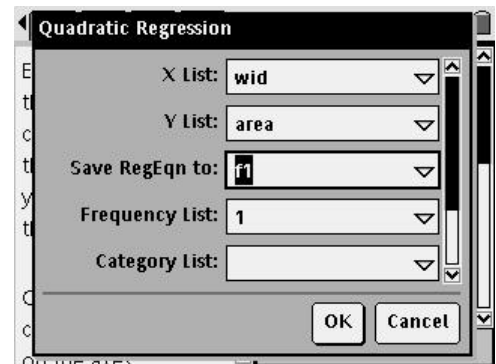 Quadratic Regression
X List: wid
Y List: area
Save RegEqn to: f1
Frequency List: 1
Category List:
OK Cancel